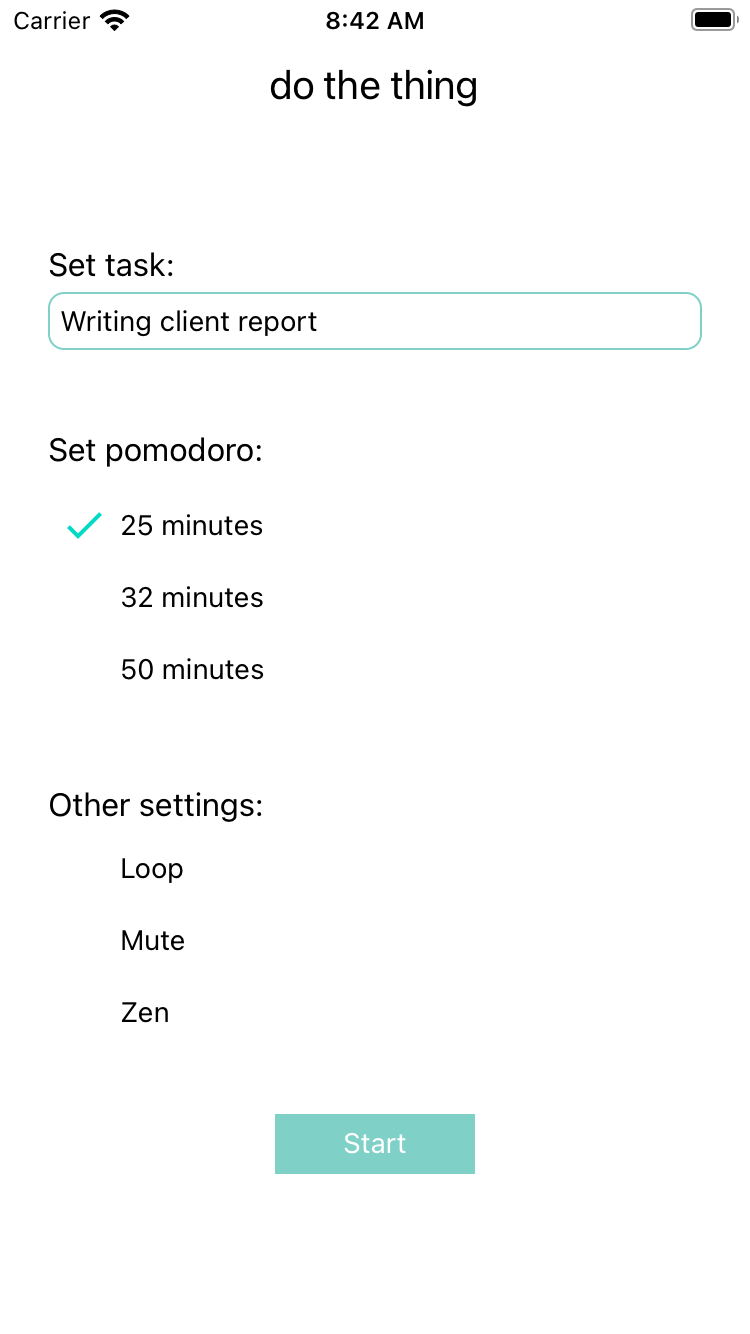 Carrier 8:42 AM
do the thing
Set task:
Writing client report
Set pomodoro:
25 minutes
32 minutes
50 minutes
Other settings:
Loop
Mute
Zen
Start